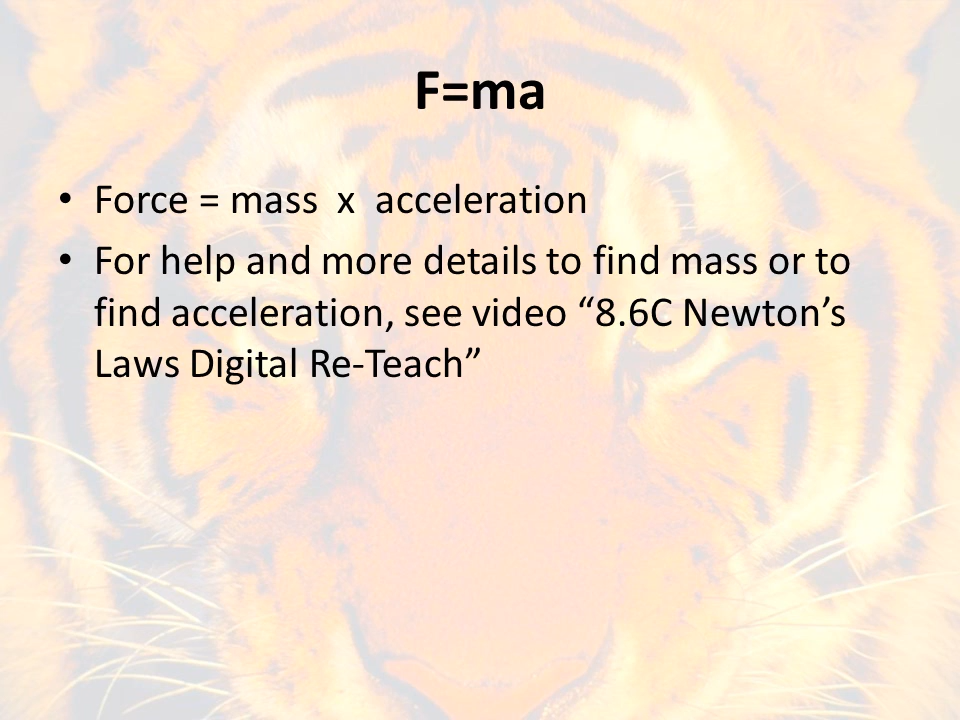 F=ma
• Force = mass  x  acceleration
• For help and more details to find mass or to
find acceleration, see video “8.6C Newton’s
Laws Digital Re-Teach”